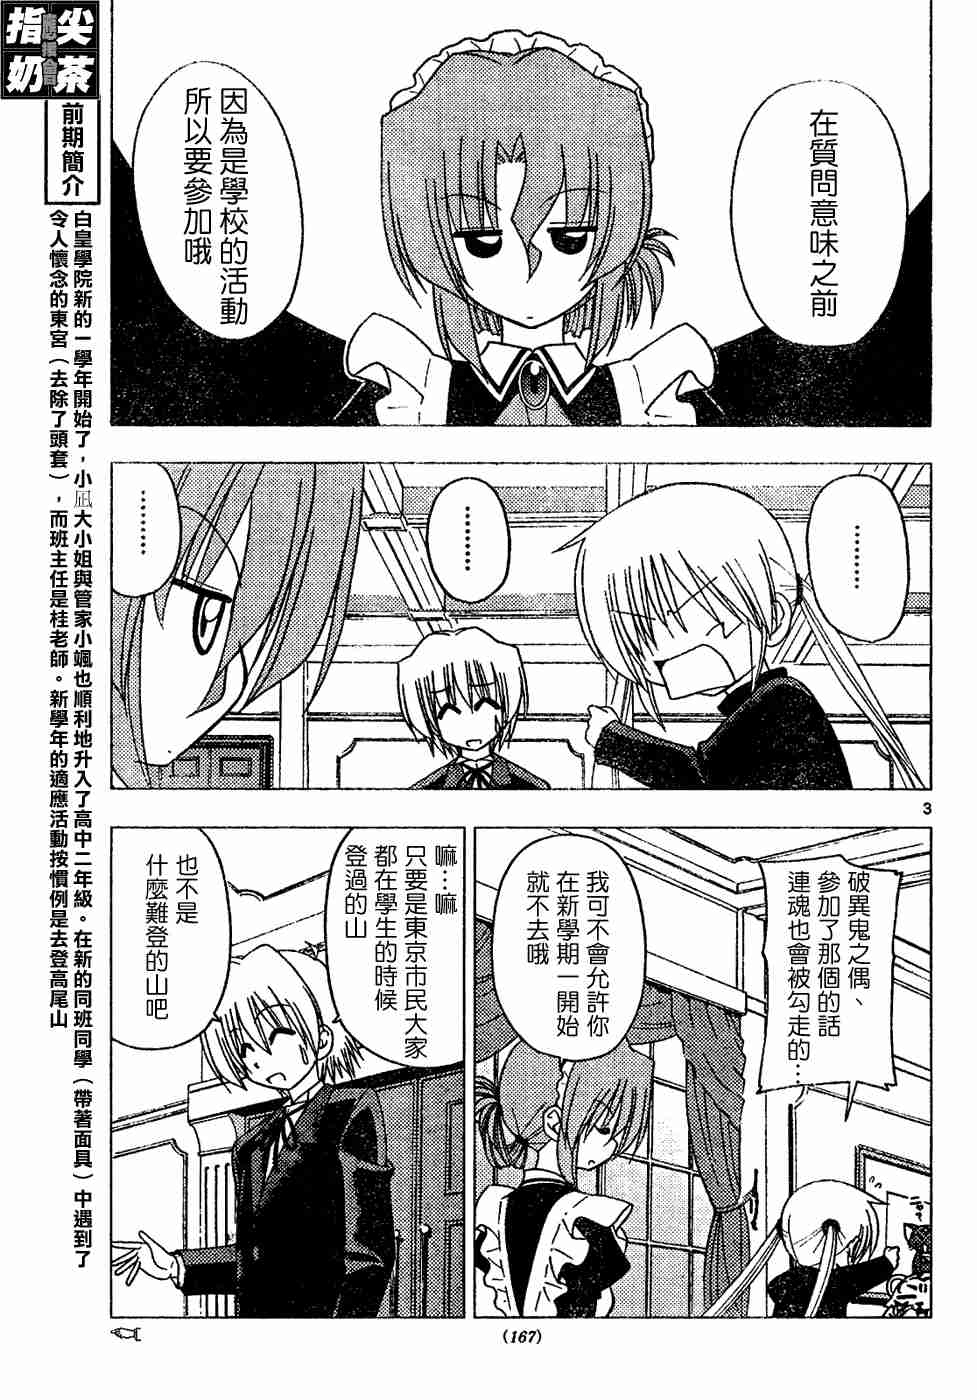 指尖
奶茶
應援會
前期簡介
白皇學院新的一學年開始了，小凪大小姐與管家小颯也順利地升入了高中二年級。在新的同班同學（帶著面具）中遇到了
令人懷念的東宮（去除了頭套），而班主任是桂老師。新學年的適應活動按慣例是去登高尾山
在質問意味之前
因為是學校的活動
所以要參加哦
………
………
………
3
破異鬼之偶、
參加了那個的話
連魂也會被勾走的…
我可不會允許你
在新學期一開始
就不去哦
嘛…嘛
只要是東京市民大家
都在學生的時候
登過的山
也不是
什麼難登的山吧
(167)